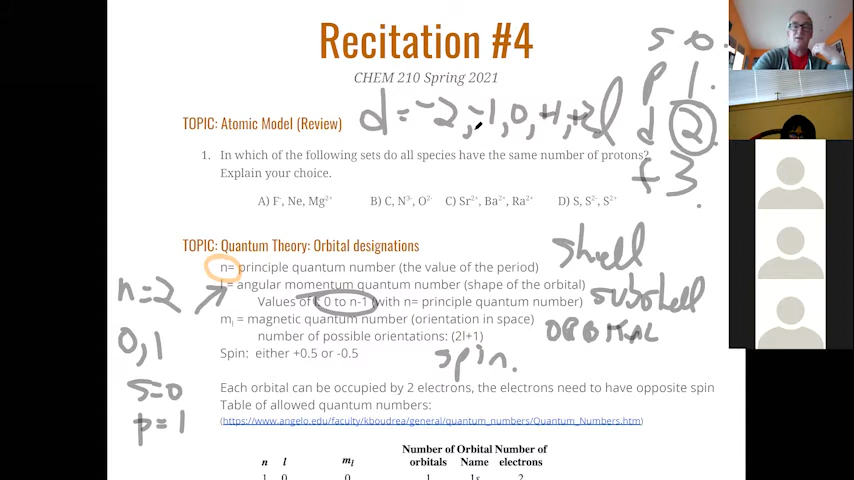 Recitation #4
CHEM 210 Spring 2021
s 0.
p 1.
d 2
f 3.
d = -2, -1, 0, +1, +2
TOPIC: Atomic Model (Review)
1. In which of the following sets do all species have the same number of protons?
Explain your choice.
A) F⁻, Ne, Mg²⁺ B) C, N³⁻, O²⁻ C) Sr²⁺, Ba²⁺, Ra²⁺ D) S, S²⁻, S²⁺
TOPIC: Quantum Theory: Orbital designations
n= principle quantum number (the value of the period)
shell
l = angular momentum quantum number (shape of the orbital)
subshell
Values of l: 0 to n-1 (with n= principle quantum number)
mₗ = magnetic quantum number (orientation in space)
ORBITAL
number of possible orientations: (2l+1)
Spin: either +0.5 or -0.5
spin.
n=2
0,1
s=0
p=1
Each orbital can be occupied by 2 electrons, the electrons need to have opposite spin
Table of allowed quantum numbers:
(https://www.angelo.edu/faculty/kboudrea/general/quantum_numbers/Quantum_Numbers.htm)
Number of Orbital Number of
n l mₗ orbitals Name electrons
1 0 0 1 1s 2